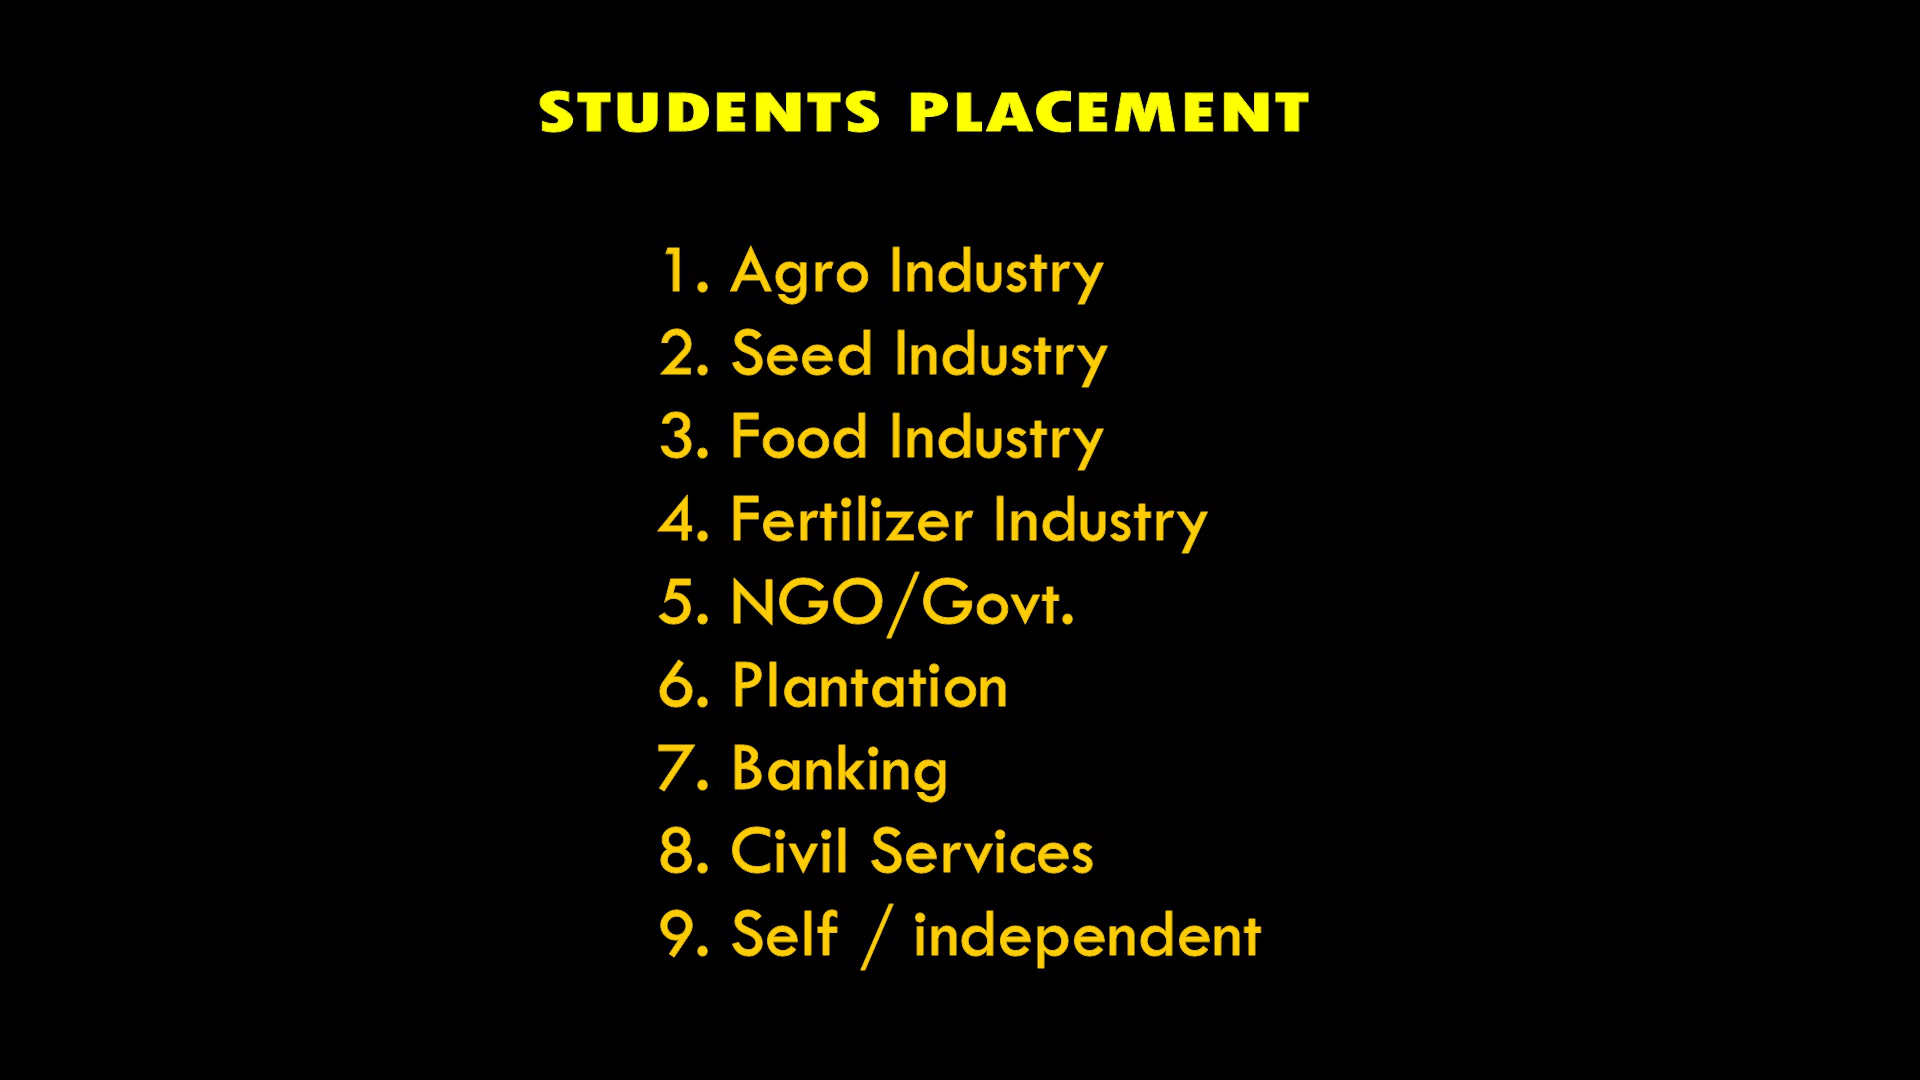 STUDENTS PLACEMENT
1. Agro Industry
2. Seed Industry
3. Food Industry
4. Fertilizer Industry
5. NGO/Govt.
6. Plantation
7. Banking
8. Civil Services
9. Self / independent